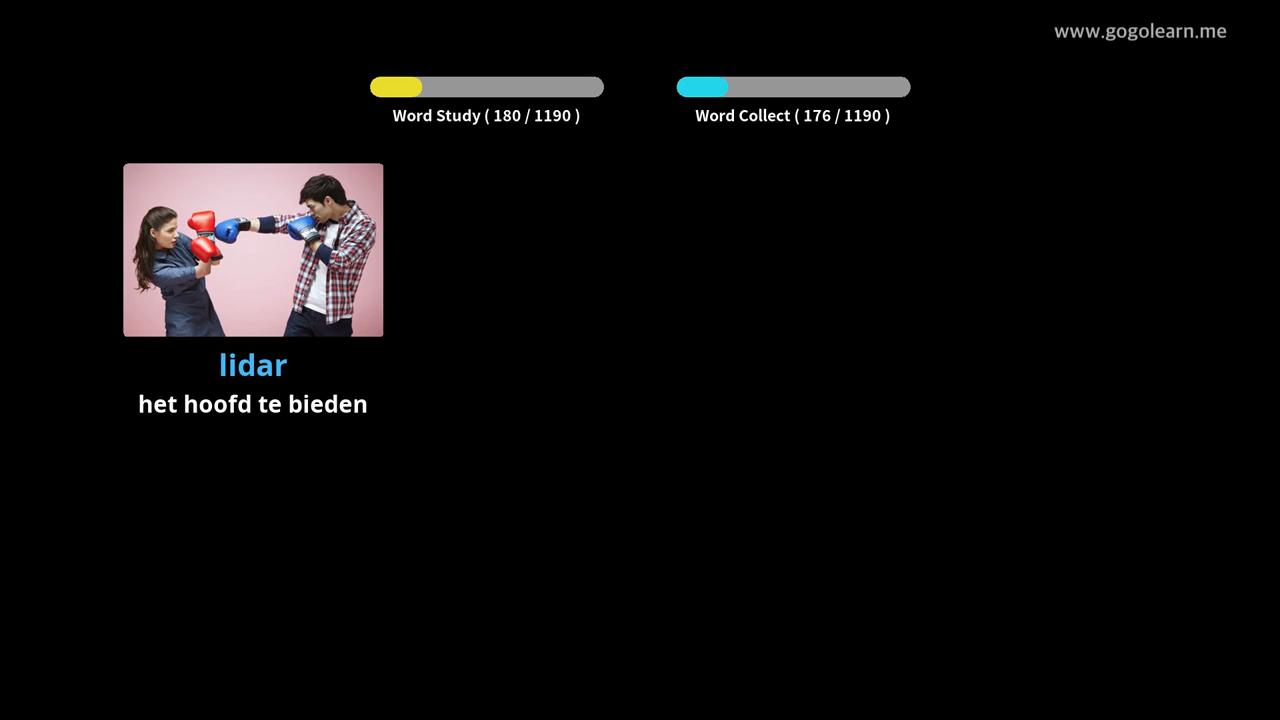 www.gogolearn.me
Word Study ( 180 / 1190 )
Word Collect ( 176 / 1190 )
lidar
het hoofd te bieden